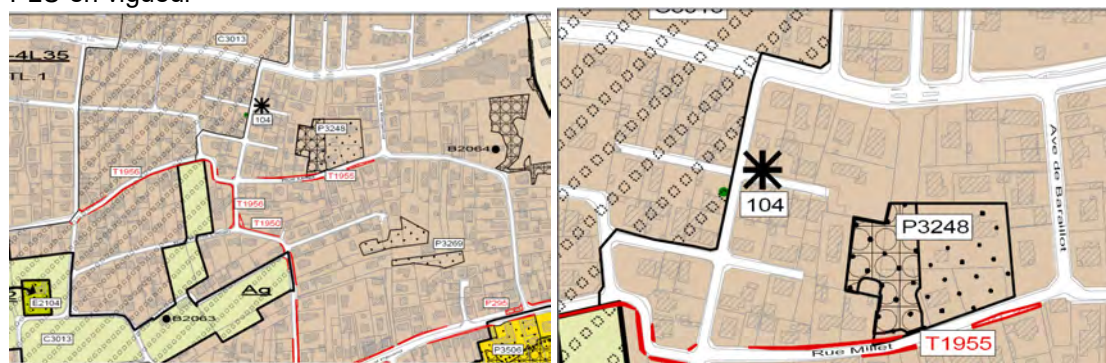 PLU en vigueur
C3013
-4L35
TL.1
104
P3248
B2064
T1956
T1955
T1956
T1950
P3269
Ag
E2104
B2063
P295
C3013
P3506
104
P3248
Ave de Baraillot
T1955
Rue Millet